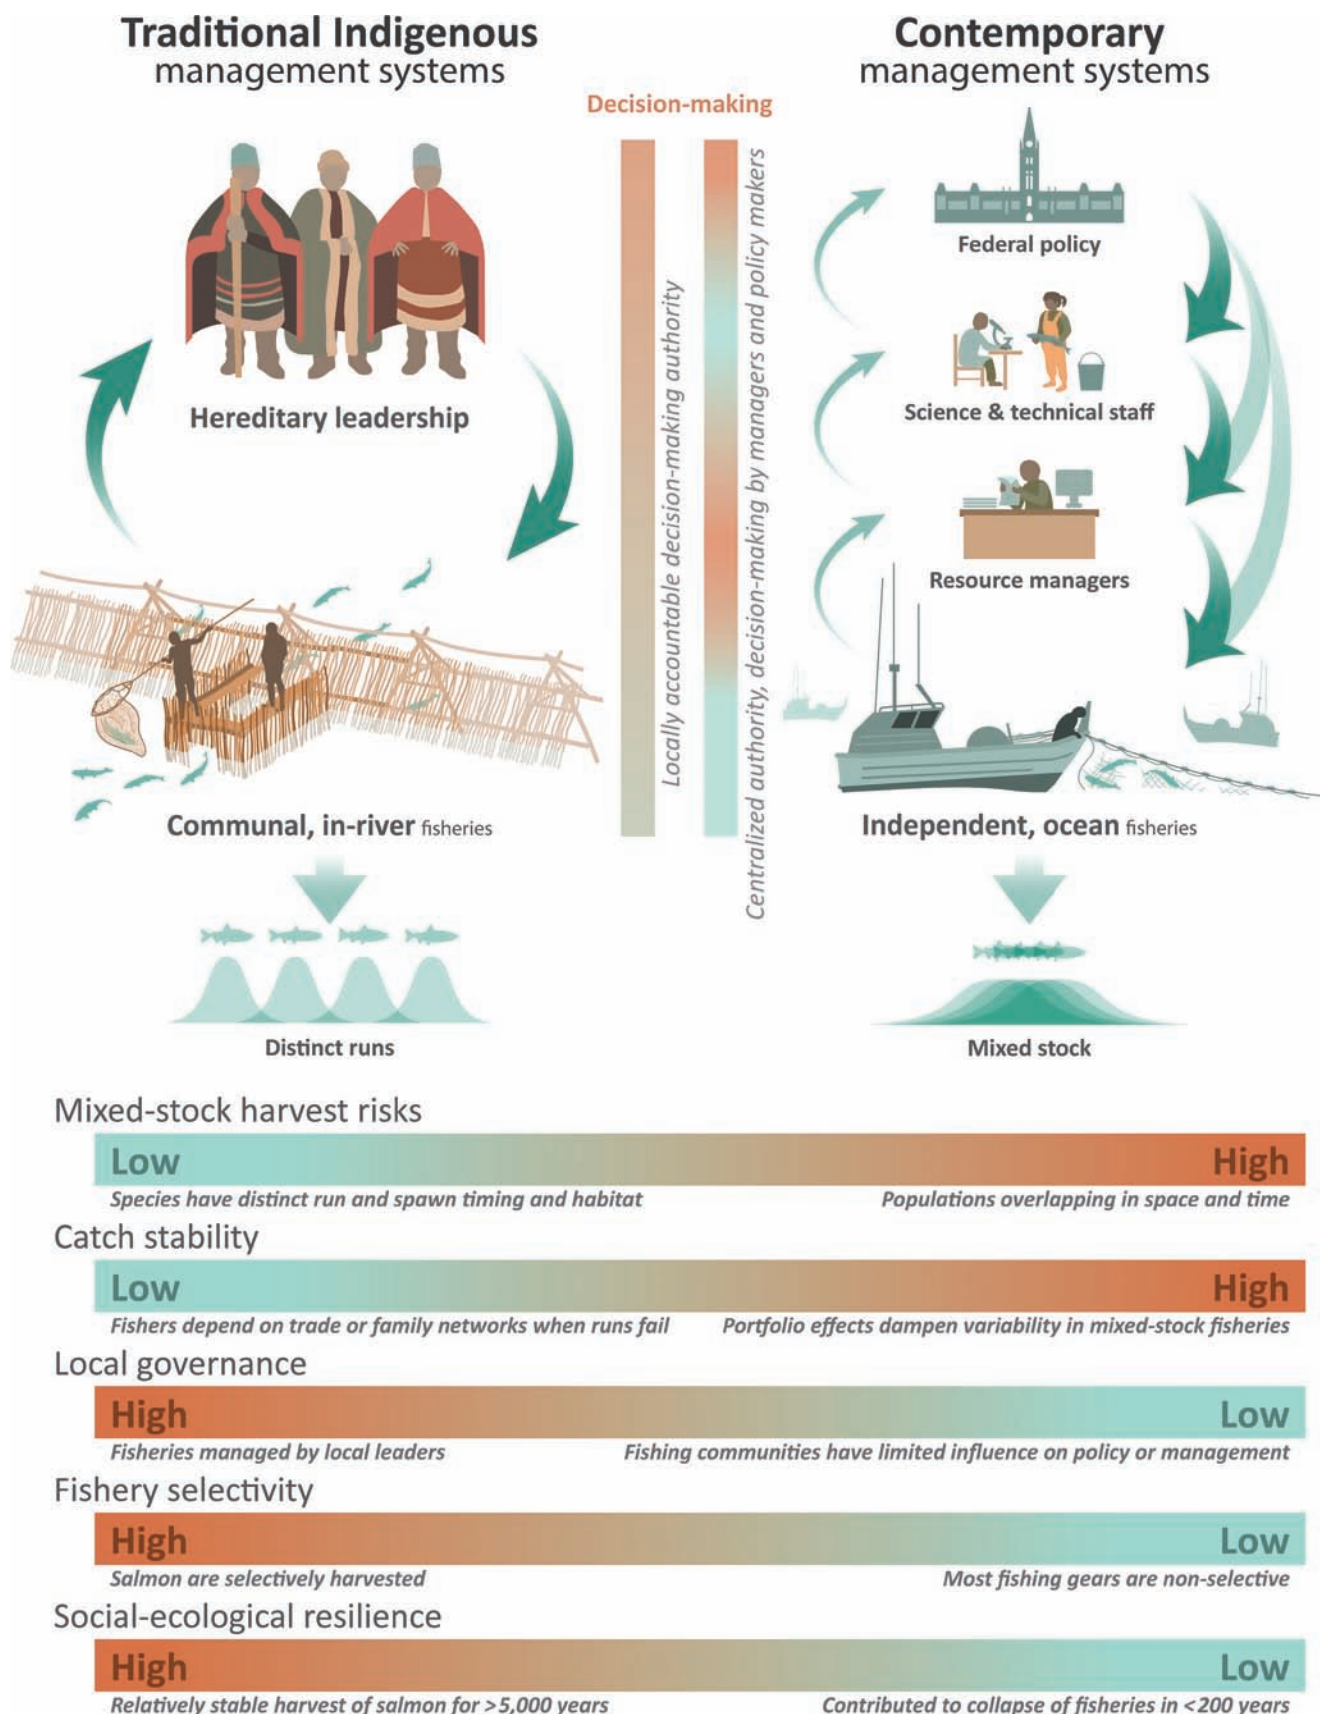 Traditional Indigenous
management systems
Contemporary
management systems
Decision-making
Locally accountable decision-making authority
Centralized authority, decision-making by managers and policy makers
Hereditary leadership
Federal policy
Science & technical staff
Resource managers
Communal, in-river fisheries
Independent, ocean fisheries
Distinct runs
Mixed stock
Mixed-stock harvest risks
Low
High
Species have distinct run and spawn timing and habitat
Populations overlapping in space and time
Catch stability
Low
High
Fishers depend on trade or family networks when runs fail
Portfolio effects dampen variability in mixed-stock fisheries
Local governance
High
Low
Fisheries managed by local leaders
Fishing communities have limited influence on policy or management
Fishery selectivity
High
Low
Salmon are selectively harvested
Most fishing gears are non-selective
Social-ecological resilience
High
Low
Relatively stable harvest of salmon for >5,000 years
Contributed to collapse of fisheries in <200 years